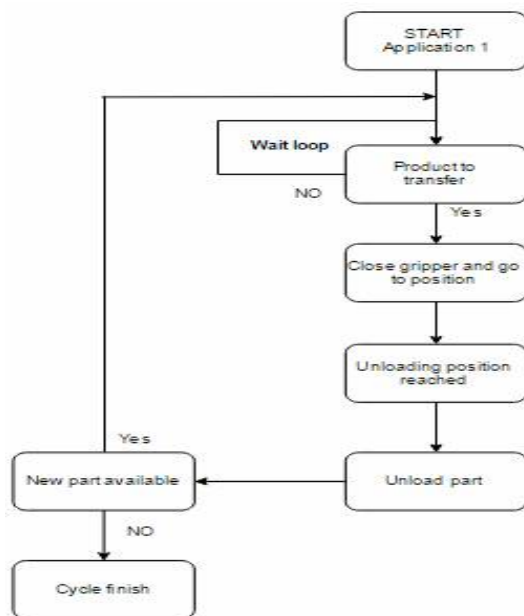 START
Application 1
Wait loop
Product to
transfer
NO
Yes
Close gripper and go
to position
Unloading position
reached
Yes
New part available
Unload part
NO
Cycle finish